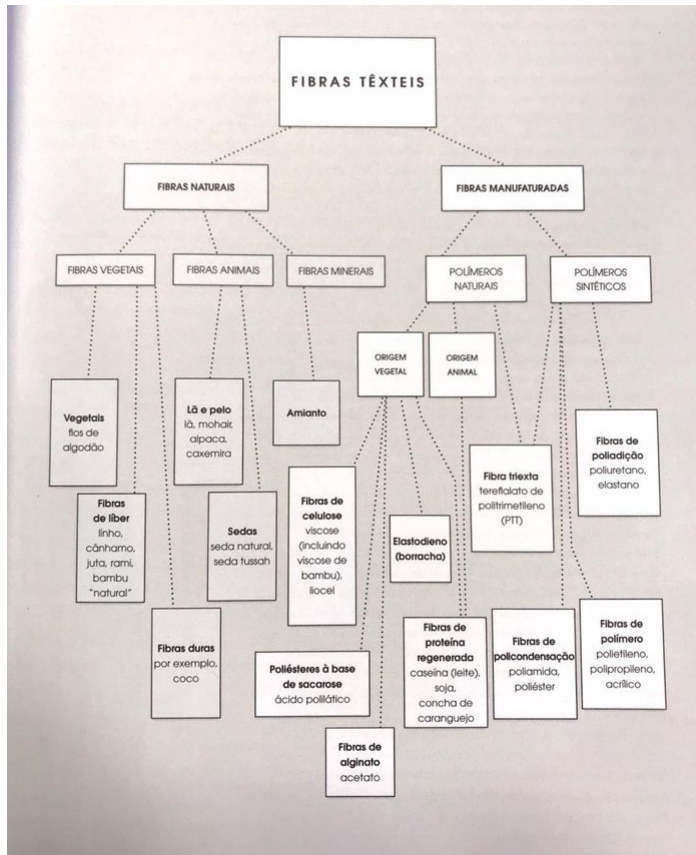 FIBRAS TÊXTEIS
FIBRAS NATURAIS
FIBRAS MANUFATURADAS
FIBRAS VEGETAIS
FIBRAS ANIMAIS
FIBRAS MINERAIS
POLÍMEROS
NATURAIS
POLÍMEROS
SINTÉTICOS
ORIGEM
VEGETAL
ORIGEM
ANIMAL
Vegetais
fios de
algodão
Lã e pelo
lã, mohair,
alpaca,
caxemira
Amianto
Fibras de
poliadição
poliuretano,
elastano
Fibras
de líber
linho,
cânhamo,
juta, rami,
bambu
"natural"
Sedas
seda natural,
seda tussah
Fibras de
celulose
viscose
(incluindo
viscose de
bambu),
liocel
Elastodieno
(borracha)
Fibra triexta
tereftalato de
politrimetileno
(PTT)
Fibras duras
por exemplo,
coco
Poliésteres à base
de sacarose
ácido polilático
Fibras de
proteína
regenerada
caseína (leite),
soja,
concha de
caranguejo
Fibras de
policondensação
poliamida,
poliéster
Fibras de
polímero
polietileno,
polipropileno,
acrílico
Fibras de
alginato
acetato